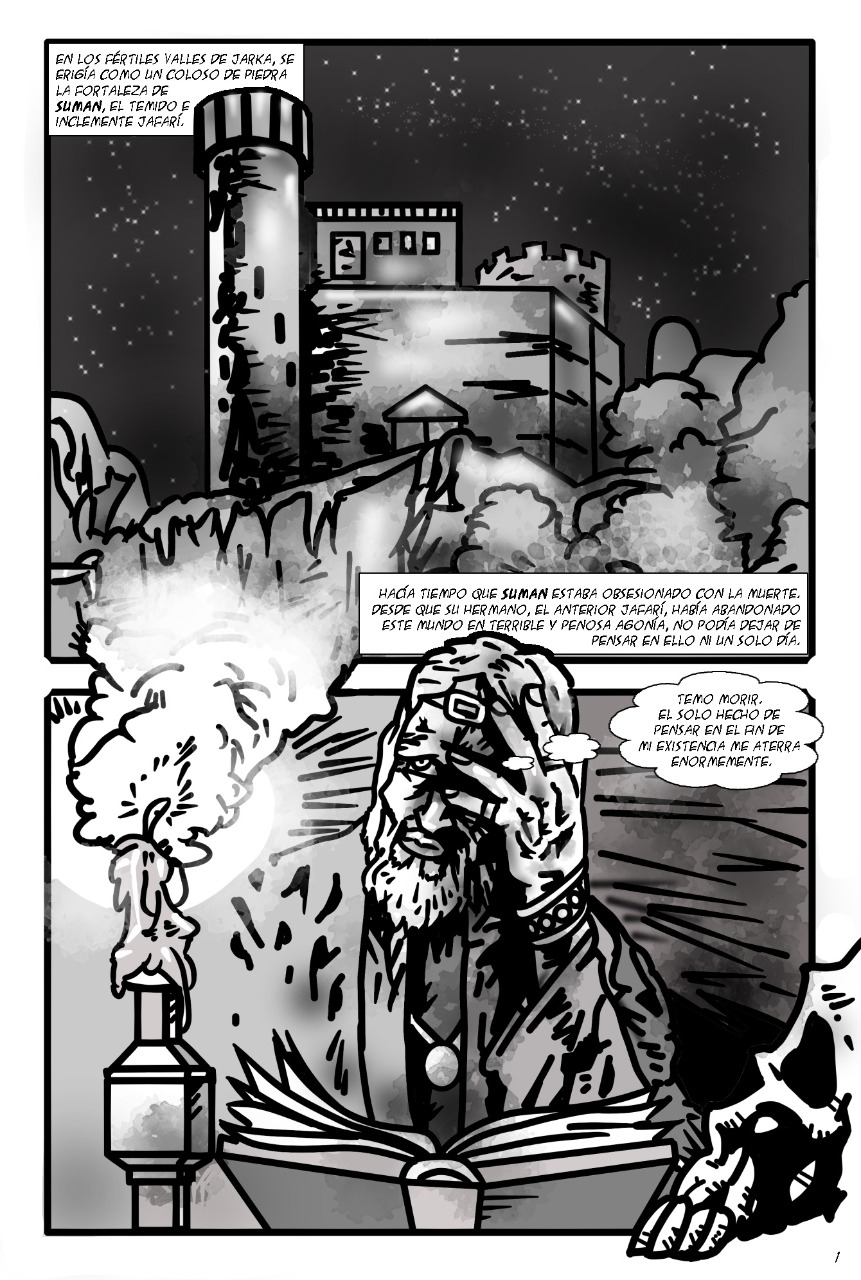 EN LOS FÉRTILES VALLES DE JARKA, SE
ERIGÍA COMO UN COLOSO DE PIEDRA
LA FORTALEZA DE
SUMAN, EL TEMIDO E
INCLEMENTE JAFARÍ.
HACÍA TIEMPO QUE SUMAN ESTABA OBSESIONADO CON LA MUERTE.
DESDE QUE SU HERMANO, EL ANTERIOR JAFARÍ, HABÍA ABANDONADO
ESTE MUNDO EN TERRIBLE Y PENOSA AGONÍA, NO PODÍA DEJAR DE
PENSAR EN ELLO NI UN SOLO DÍA.
TEMO MORIR.
EL SOLO HECHO DE
PENSAR EN EL FIN DE
MI EXISTENCIA ME ATERRA
ENORMEMENTE.
1